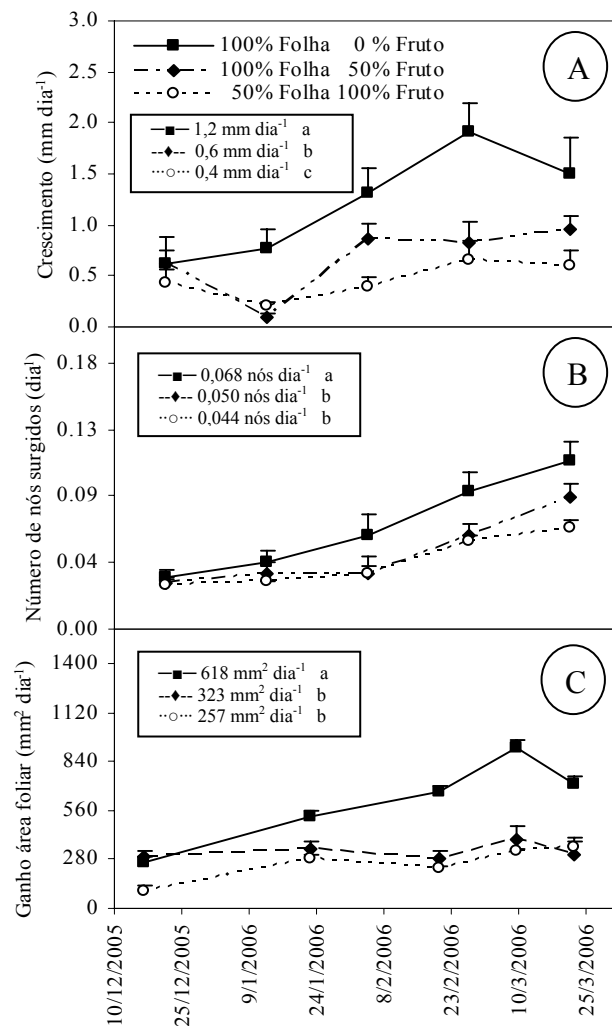 3.0
2.5
2.0
1.5
1.0
0.5
0.0
Crescimento (mm dia-1)
100% Folha 0 % Fruto
100% Folha 50% Fruto
50% Folha 100% Fruto
1,2 mm dia-1 a
0,6 mm dia-1 b
0,4 mm dia-1 c
A
0.18
0.13
0.09
0.04
0.00
Número de nós surgidos (dia1)
0,068 nós dia-1 a
0,050 nós dia-1 b
0,044 nós dia-1 b
B
1400
1120
840
560
280
0
Ganho área foliar (mm2 dia-1)
618 mm2 dia-1 a
323 mm2 dia-1 b
257 mm2 dia-1 b
C
10/12/2005
25/12/2005
9/1/2006
24/1/2006
8/2/2006
23/2/2006
10/3/2006
25/3/2006